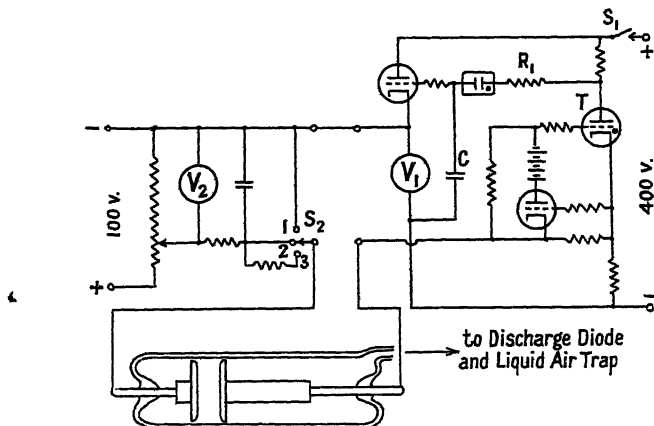 S₁
+
R₁
T
−
V₂
V₁
C
100 v.
1
S₂
2
3
400 v.
+
−
to Discharge Diode
and Liquid Air Trap